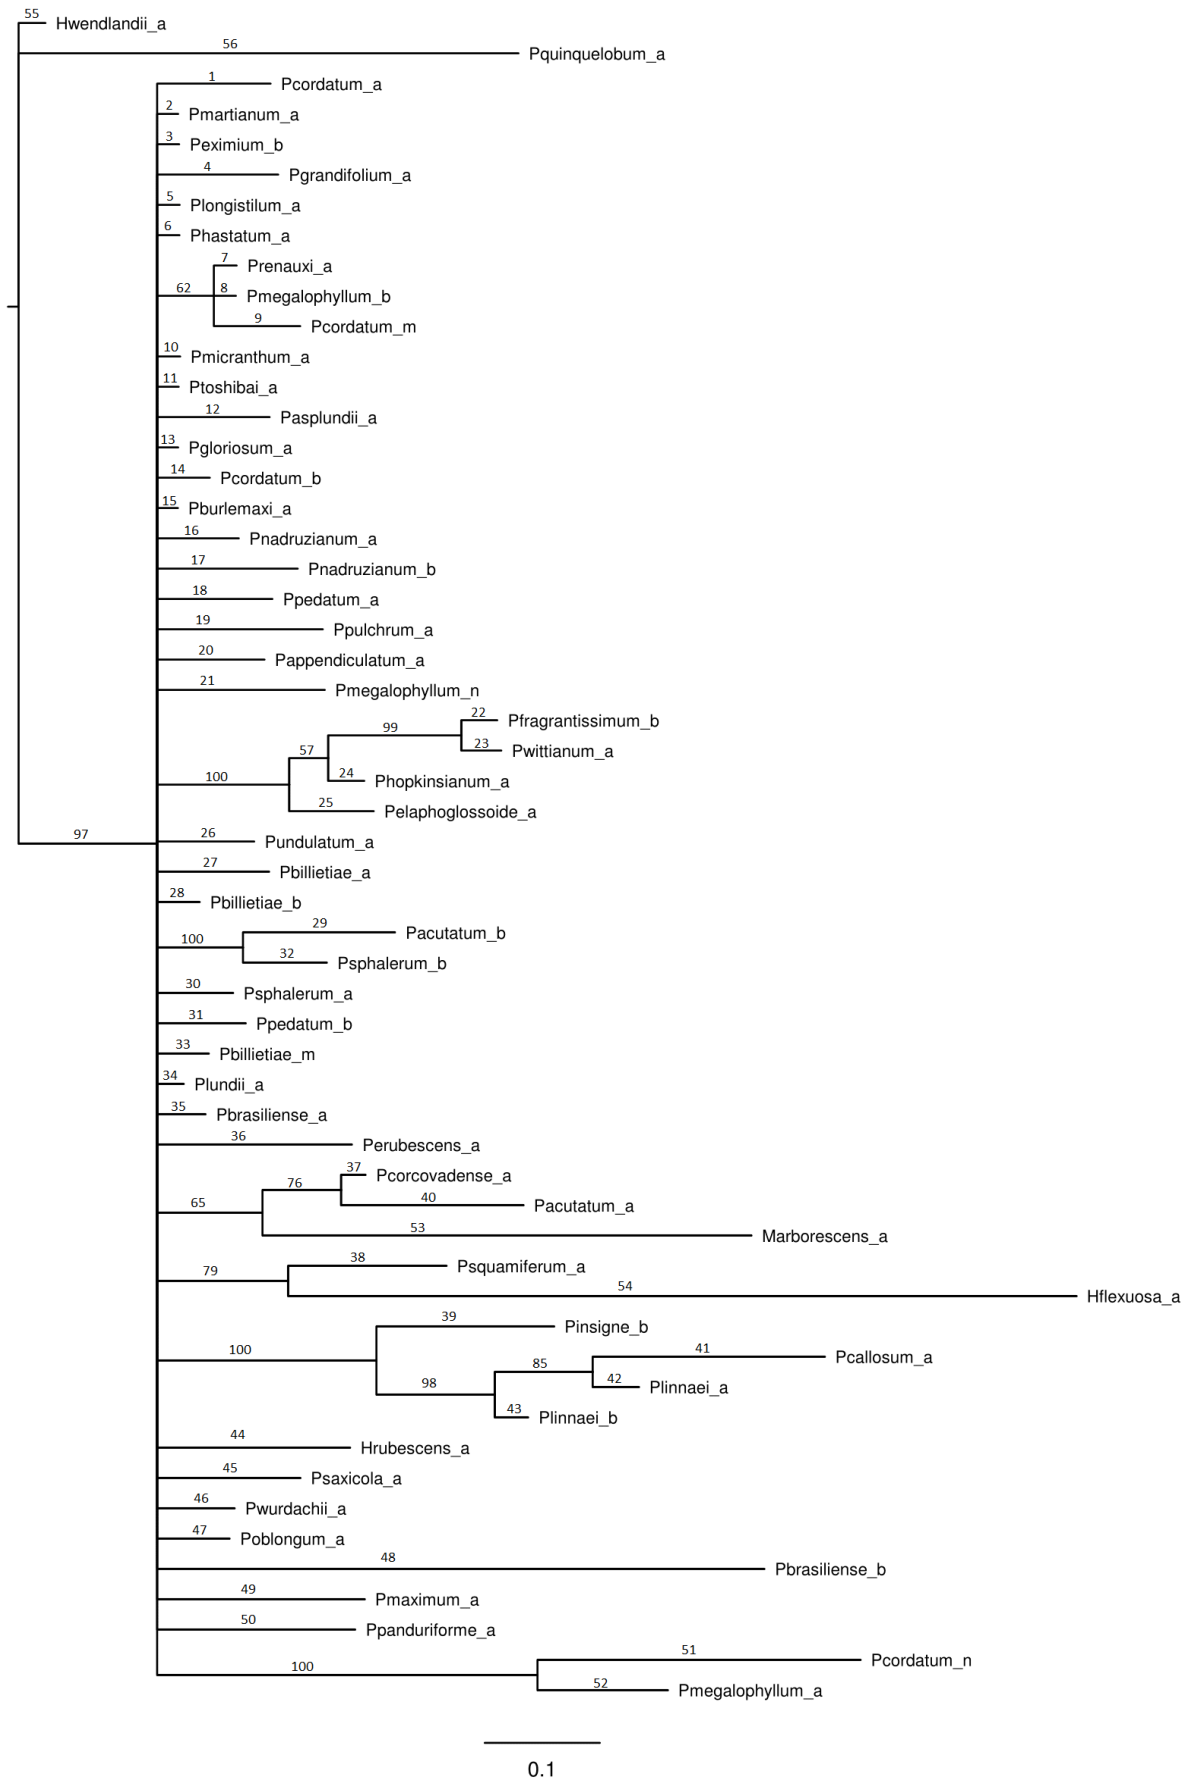 55 Hwendlandii_a
56 Pquinquelobum_a
1 Pcordatum_a
2 Pmartianum_a
3 Peximium_b
4 Pgrandifolium_a
5 Plongistilum_a
6 Phastatum_a
7 Prenauxi_a
62 8 Pmegalophyllum_b
9 Pcordatum_m
10 Pmicranthum_a
11 Ptoshibai_a
12 Pasplundii_a
13 Pgloriosum_a
14 Pcordatum_b
15 Pburlemaxi_a
16 Pnadruzianum_a
17 Pnadruzianum_b
18 Ppedatum_a
19 Ppulchrum_a
20 Pappendiculatum_a
21 Pmegalophyllum_n
22 Pfragrantissimum_b
99
23 Pwittianum_a
57
100 24 Phopkinsianum_a
25 Pelaphoglossoide_a
97 26 Pundulatum_a
27 Pbillietiae_a
28 Pbillietiae_b
29 Pacutatum_b
100
32 Psphalerum_b
30 Psphalerum_a
31 Ppedatum_b
33 Pbillietiae_m
34 Plundii_a
35 Pbrasiliense_a
36 Perubescens_a
37 Pcorcovadense_a
76
65 40 Pacutatum_a
53 Marborescens_a
38 Psquamiferum_a
79
54 Hflexuosa_a
39 Pinsigne_b
100 41 Pcallosum_a
85
98 42 Plinnaei_a
43 Plinnaei_b
44 Hrubescens_a
45 Psaxicola_a
46 Pwurdachii_a
47 Poblongum_a
48 Pbrasiliense_b
49 Pmaximum_a
50 Ppanduriforme_a
51 Pcordatum_n
100
52 Pmegalophyllum_a
0.1